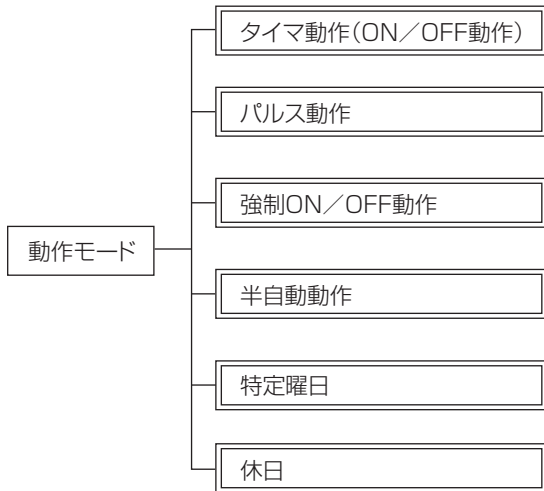 タイマ動作(ON／OFF動作)
パルス動作
強制ON／OFF動作
動作モード
半自動動作
特定曜日
休日